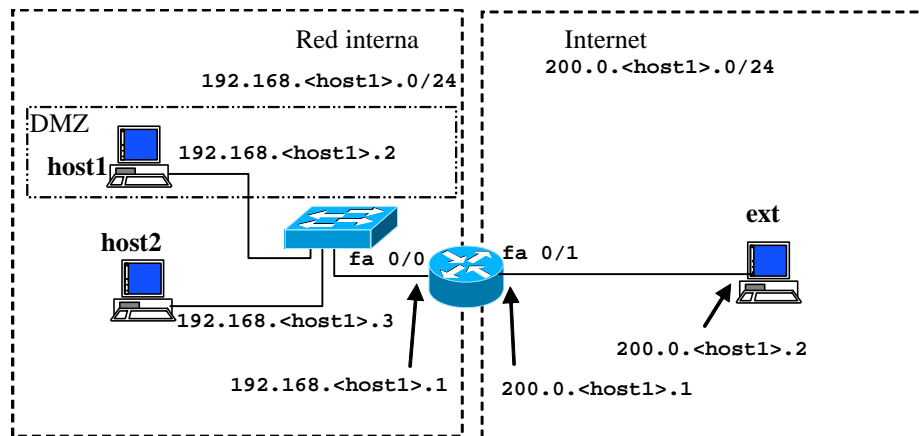 Red interna
192.168.<host1>.0/24
Internet
200.0.<host1>.0/24
DMZ
host1
192.168.<host1>.2
host2
192.168.<host1>.3
fa 0/0
fa 0/1
ext
192.168.<host1>.1
200.0.<host1>.1
200.0.<host1>.2